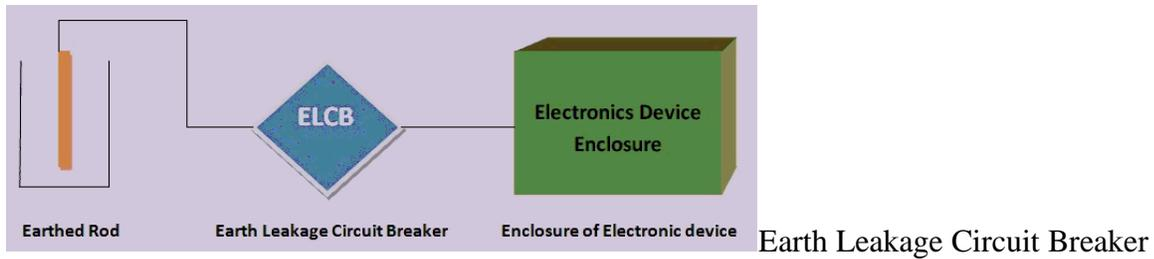 ELCB
Electronics Device
Enclosure
Earthed Rod
Earth Leakage Circuit Breaker
Enclosure of Electronic device
Earth Leakage Circuit Breaker